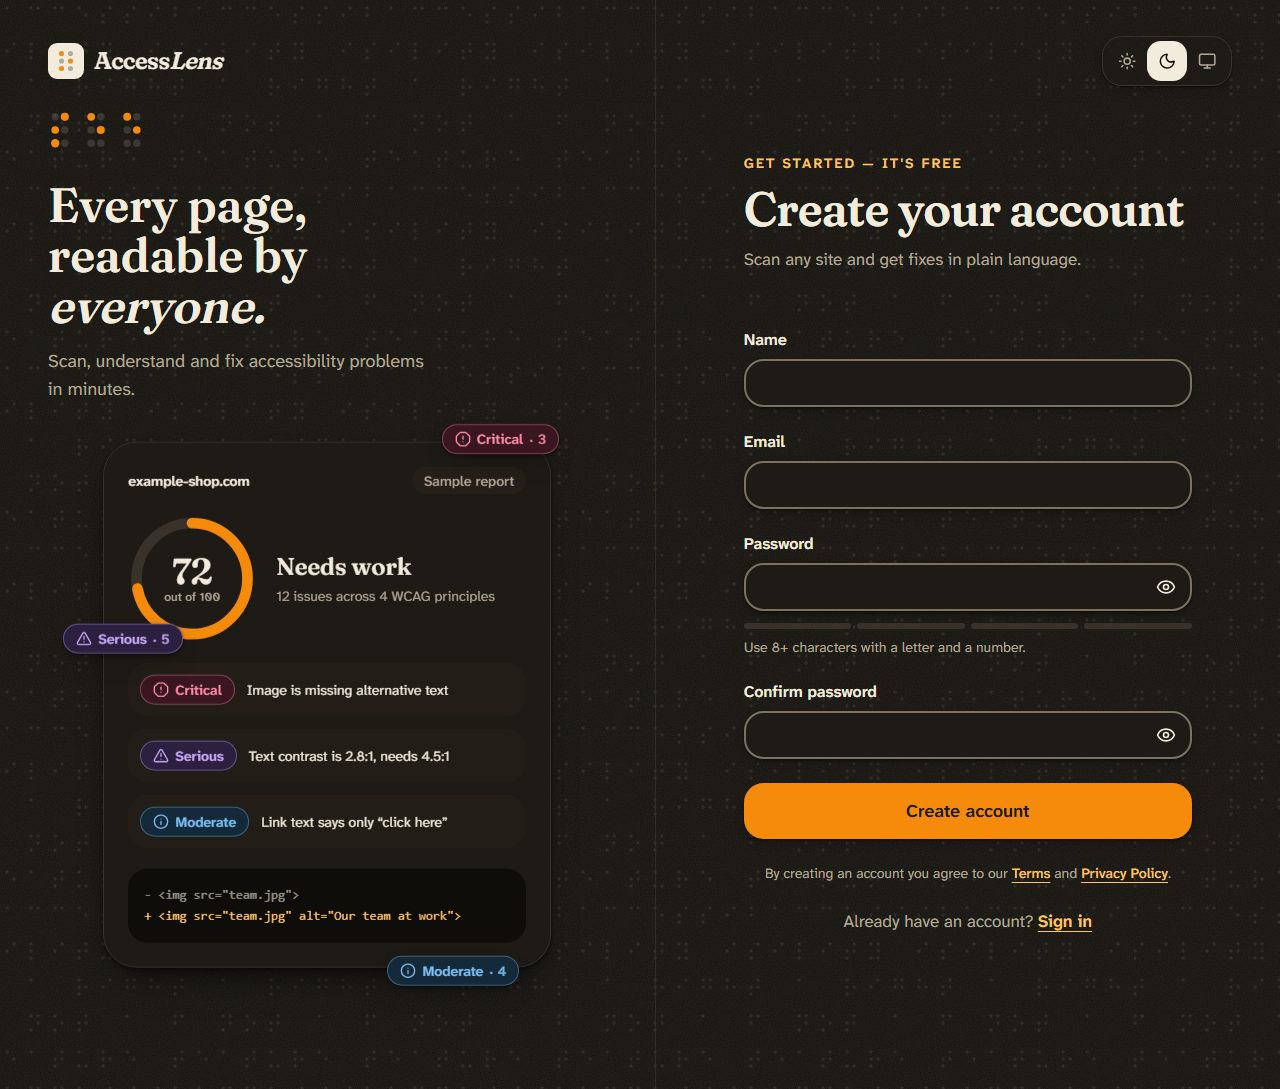 AccessLens
Every page,
readable by
everyone.
Scan, understand and fix accessibility problems
in minutes.
Critical · 3
example-shop.com
Sample report
72
out of 100
Needs work
12 issues across 4 WCAG principles
Serious · 5
Critical Image is missing alternative text
Serious Text contrast is 2.8:1, needs 4.5:1
Moderate Link text says only “click here”
- <img src="team.jpg">
+ <img src="team.jpg" alt="Our team at work">
Moderate · 4
GET STARTED — IT'S FREE
Create your account
Scan any site and get fixes in plain language.
Name
Email
Password
Use 8+ characters with a letter and a number.
Confirm password
Create account
By creating an account you agree to our Terms and Privacy Policy.
Already have an account? Sign in